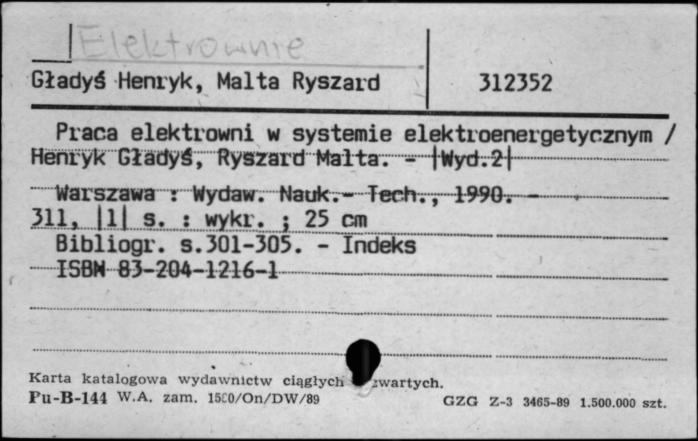 Elektrownie
Gładyś Henryk, Malta Ryszard 312352
Praca elektrowni w systemie elektroenergetycznym /
Henryk Gładyś, Ryszard Malta. - |Wyd.2|
Warszawa : Wydaw. Nauk.- Tech., 1990. -
311, |1| s. : wykr. ; 25 cm
Bibliogr. s.301-305. - Indeks
ISBN 83-204-1216-1
Karta katalogowa wydawnictw ciągłych zwartych.
Pu-B-144 W.A. zam. 1500/On/DW/89 GZG Z-3 3465-89 1.500.000 szt.